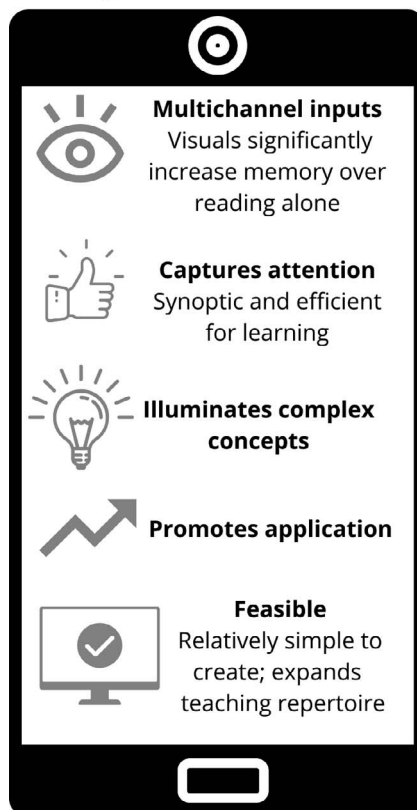 Multichannel inputs
Visuals significantly
increase memory over
reading alone
Captures attention
Synoptic and efficient
for learning
Illuminates complex
concepts
Promotes application
Feasible
Relatively simple to
create; expands
teaching repertoire